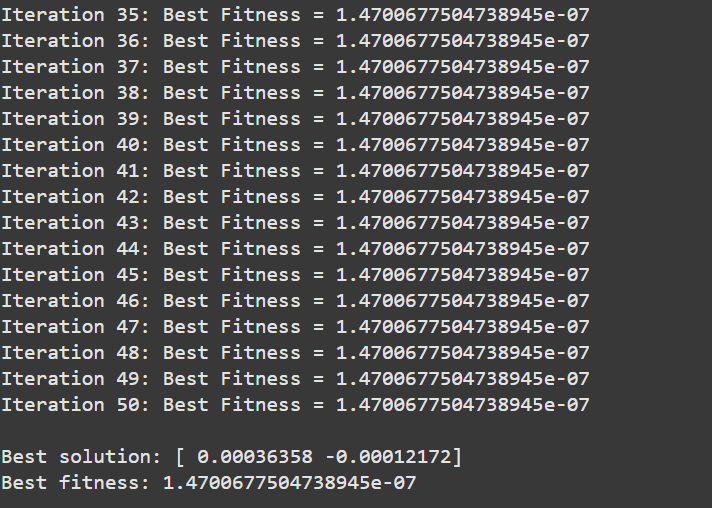 Iteration 35: Best Fitness = 1.4700677504738945e-07
Iteration 36: Best Fitness = 1.4700677504738945e-07
Iteration 37: Best Fitness = 1.4700677504738945e-07
Iteration 38: Best Fitness = 1.4700677504738945e-07
Iteration 39: Best Fitness = 1.4700677504738945e-07
Iteration 40: Best Fitness = 1.4700677504738945e-07
Iteration 41: Best Fitness = 1.4700677504738945e-07
Iteration 42: Best Fitness = 1.4700677504738945e-07
Iteration 43: Best Fitness = 1.4700677504738945e-07
Iteration 44: Best Fitness = 1.4700677504738945e-07
Iteration 45: Best Fitness = 1.4700677504738945e-07
Iteration 46: Best Fitness = 1.4700677504738945e-07
Iteration 47: Best Fitness = 1.4700677504738945e-07
Iteration 48: Best Fitness = 1.4700677504738945e-07
Iteration 49: Best Fitness = 1.4700677504738945e-07
Iteration 50: Best Fitness = 1.4700677504738945e-07

Best solution: [ 0.00036358 -0.00012172]
Best fitness: 1.4700677504738945e-07